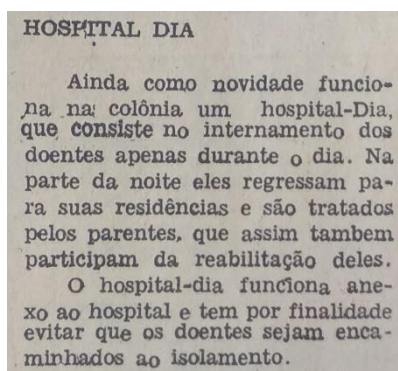 HOSPITAL DIA
Ainda como novidade funcio-
na na colônia um hospital-Dia,
que consiste no internamento dos
doentes apenas durante o dia. Na
parte da noite eles regressam pa-
ra suas residências e são tratados
pelos parentes, que assim tambem
participam da reabilitação deles.
O hospital-dia funciona ane-
xo ao hospital e tem por finalidade
evitar que os doentes sejam enca-
minhados ao isolamento.